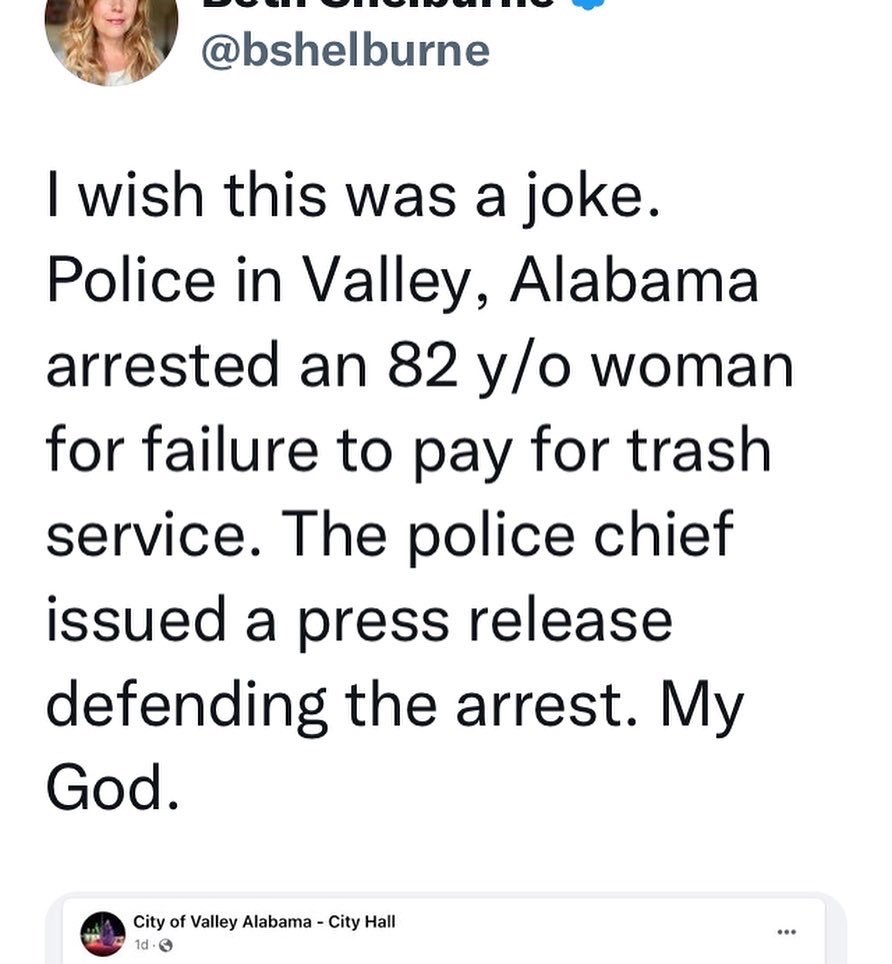 Beth Shelburne
@bshelburne
I wish this was a joke.
Police in Valley, Alabama
arrested an 82 y/o woman
for failure to pay for trash
service. The police chief
issued a press release
defending the arrest. My
God.
City of Valley Alabama - City Hall
1d ·